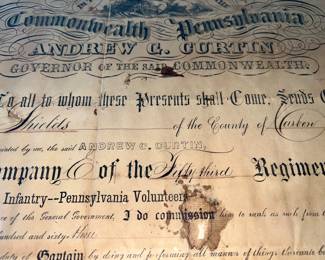 Commonwealth Pennsylvania
ANDREW G. CURTIN
GOVERNOR OF THE SAID COMMONWEALTH.
To all to whom these Presents shall Come, Sends
Shields of the County of Carbon
by me, the said ANDREW G. CURTIN,
Company E of the Fifty third Regimen
Infantry--Pennsylvania Volunteers
of the General Government, I do commission him to rank as such from
hundred and sixty three
duty of Captain by doing and performing all manner of things thereunto